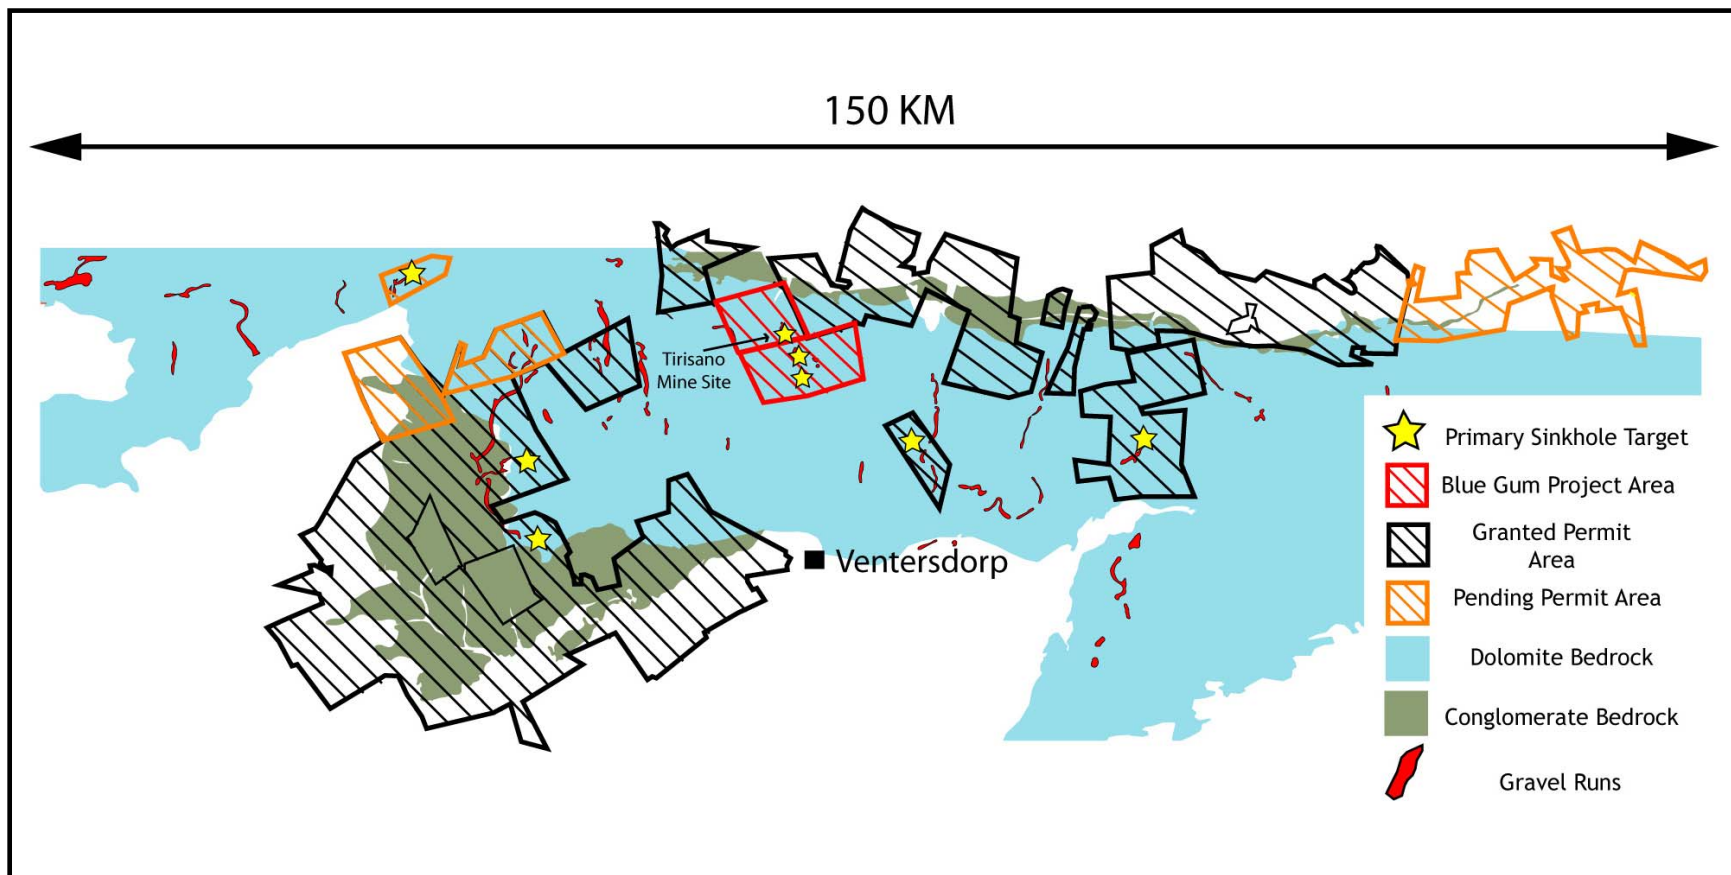 150 KM
Tirisano
Mine Site
Ventersdorp
Primary Sinkhole Target
Blue Gum Project Area
Granted Permit
Area
Pending Permit Area
Dolomite Bedrock
Conglomerate Bedrock
Gravel Runs